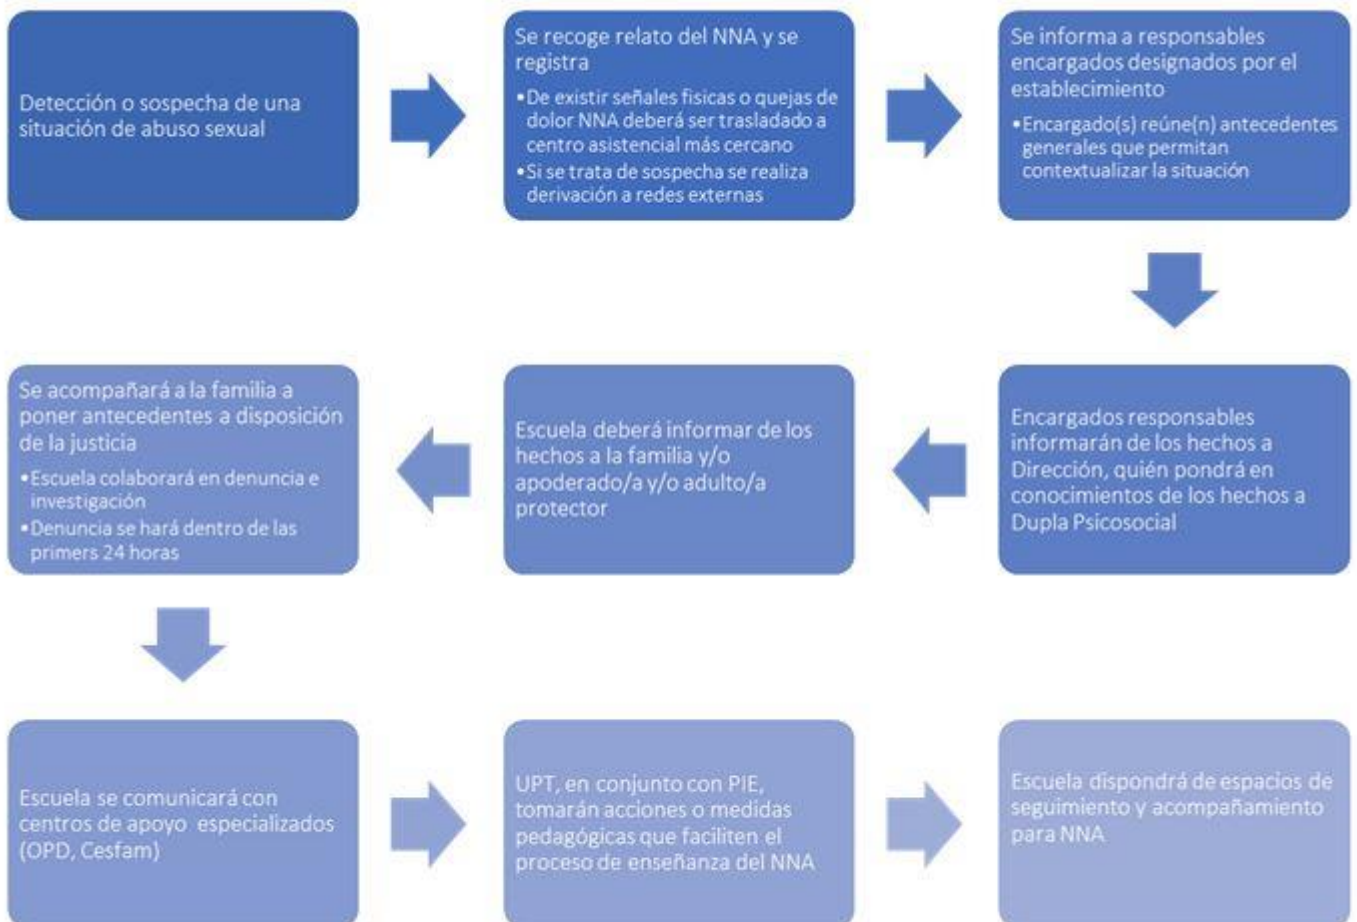 Detección o sospecha de una
situación de abuso sexual
Se recoge relato del NNA y se
registra
•De existir señales fisicas o quejas de
dolor NNA deberá ser trasladado a
centro asistencial más cercano
•Si se trata de sospecha se realiza
derivación a redes externas
Se informa a responsables
encargados designados por el
establecimiento
•Encargado(s) reúne(n) antecedentes
generales que permitan
contextualizar la situación
Encargados responsables
informarán de los hechos a
Dirección, quién pondrá en
conocimientos de los hechos a
Dupla Psicosocial
Escuela deberá informar de los
hechos a la familia y/o
apoderado/a y/o adulto/a
protector
Se acompañará a la familia a
poner antecedentes a disposición
de la justicia
•Escuela colaborará en denuncia e
investigación
•Denuncia se hará dentro de las
primers 24 horas
Escuela se comunicará con
centros de apoyo especializados
(OPD, Cesfam)
UPT, en conjunto con PIE,
tomarán acciones o medidas
pedagógicas que faciliten el
proceso de enseñanza del NNA
Escuela dispondrá de espacios de
seguimiento y acompañamiento
para NNA